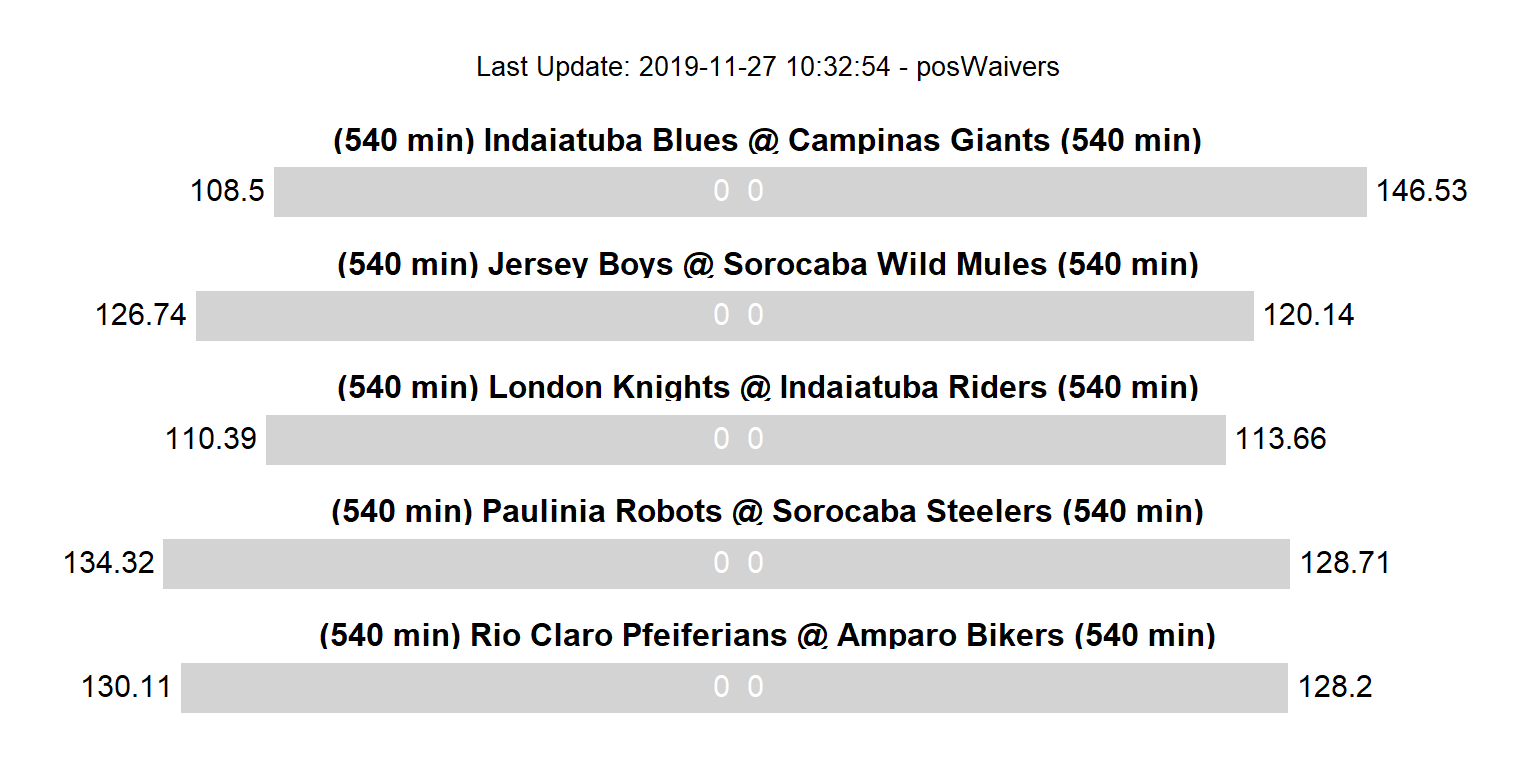 Last Update: 2019-11-27 10:32:54 - posWaivers
(540 min) Indaiatuba Blues @ Campinas Giants (540 min)
108.5 0 0 146.53
(540 min) Jersey Boys @ Sorocaba Wild Mules (540 min)
126.74 0 0 120.14
(540 min) London Knights @ Indaiatuba Riders (540 min)
110.39 0 0 113.66
(540 min) Paulinia Robots @ Sorocaba Steelers (540 min)
134.32 0 0 128.71
(540 min) Rio Claro Pfeiferians @ Amparo Bikers (540 min)
130.11 0 0 128.2